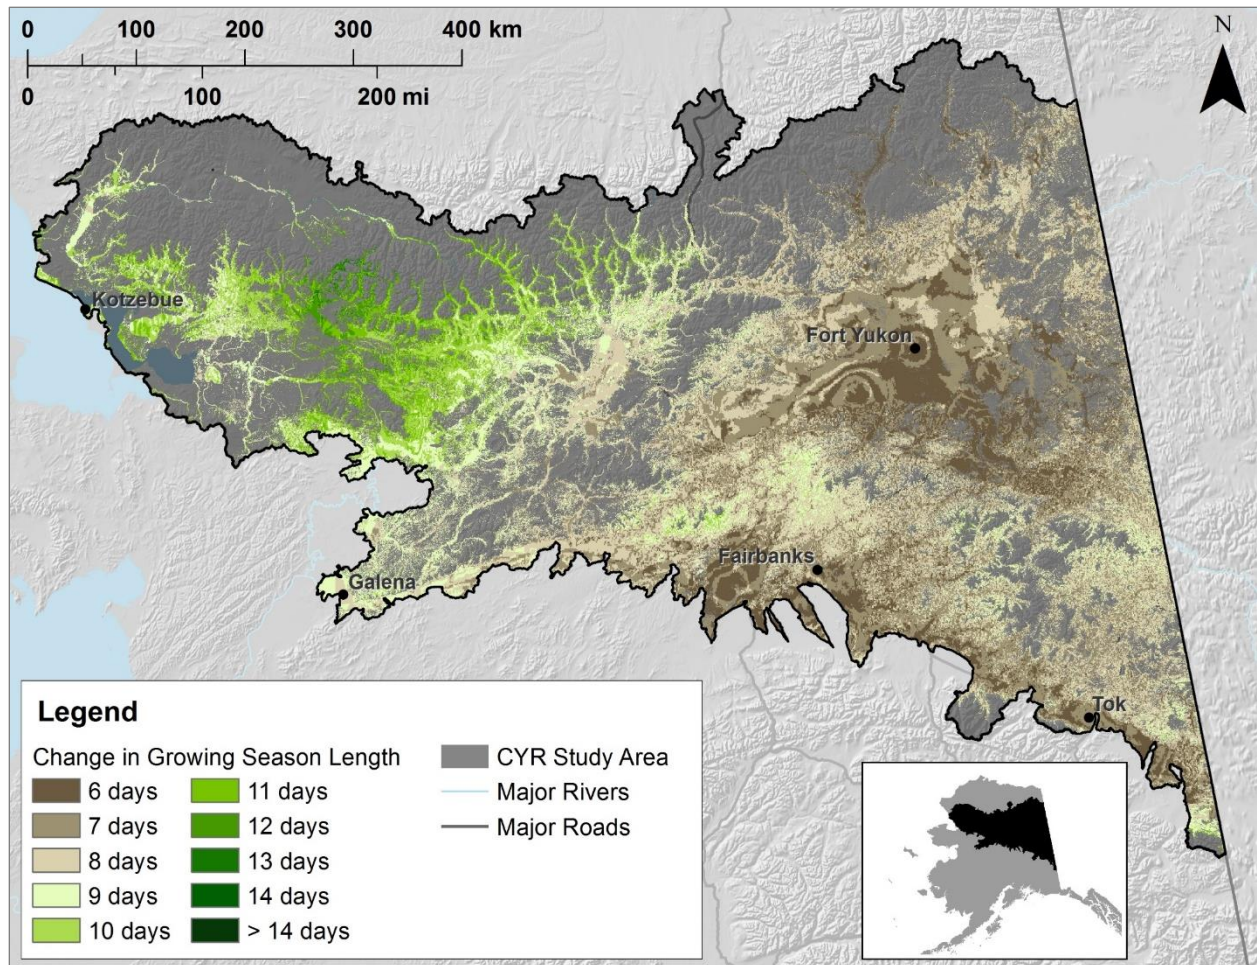 0 100 200 400 km
0 100 200 mi
N
Kotzebue
Fort Yukon
Fairbanks
Galena
Tok
Legend
Change in Growing Season Length
6 days
7 days
8 days
9 days
10 days
11 days
12 days
13 days
14 days
> 14 days
CYR Study Area
Major Rivers
Major Roads